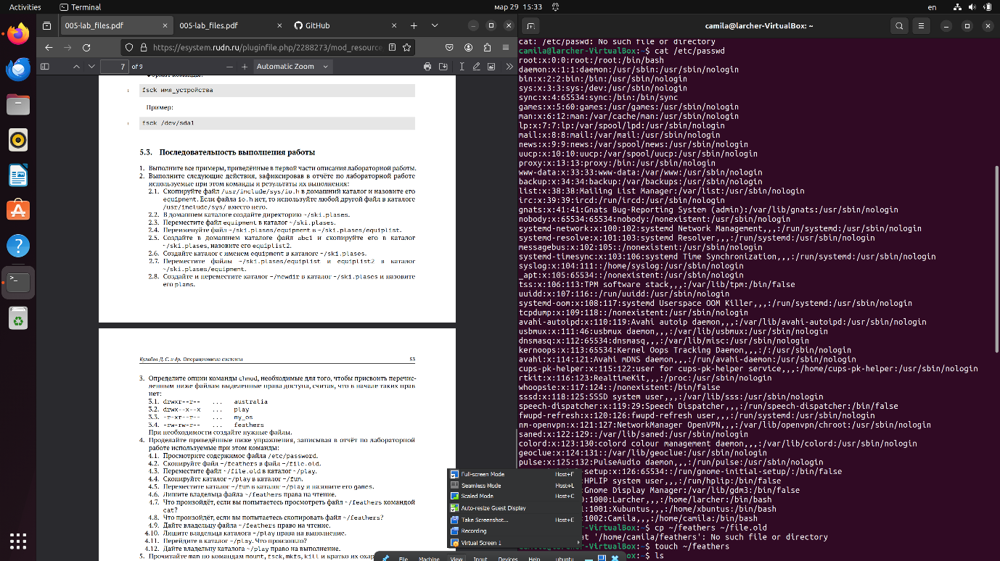 Activities
Terminal
мар 29 15:33
en
005-lab_files.pdf
005-lab_files.pdf
GitHub
https://esystem.rudn.ru/pluginfile.php/2288273/mod_resource
7 of 9
Automatic Zoom
Формат команды:
1 fsck имя_устройства
Пример:
1 fsck /dev/sda1
5.3. Последовательность выполнения работы
1. Выполните все примеры, приведённые в первой части описания лабораторной работы.
2. Выполните следующие действия, зафиксировав в отчёте по лабораторной работе
используемые при этом команды и результаты их выполнения:
2.1. Скопируйте файл /usr/include/sys/io.h в домашний каталог и назовите его
equipment. Если файла io.h нет, то используйте любой другой файл в каталоге
/usr/include/sys/ вместо него.
2.2. В домашнем каталоге создайте директорию ~/ski.plases.
2.3. Переместите файл equipment в каталог ~/ski.plases.
2.4. Переименуйте файл ~/ski.plases/equipment в ~/ski.plases/equiplist.
2.5. Создайте в домашнем каталоге файл abc1 и скопируйте его в каталог
~/ski.plases, назовите его equiplist2.
2.6. Создайте каталог с именем equipment в каталоге ~/ski.plases.
2.7. Переместите файлы ~/ski.plases/equiplist и equiplist2 в каталог
~/ski.plases/equipment.
2.8. Создайте и переместите каталог ~/newdir в каталог ~/ski.plases и назовите
его plans.
Кулябов Д. С. и др. Операционные системы 53
3. Определите опции команды chmod, необходимые для того, чтобы присвоить перечис-
ленным ниже файлам выделенные права доступа, считая, что в начале таких прав
нет:
3.1. drwxr--r-- ... australia
3.2. drwx--x--x ... play
3.3. -r-xr--r-- ... my_os
3.4. -rw-rw-r-- ... feathers
При необходимости создайте нужные файлы.
4. Проделайте приведённые ниже упражнения, записывая в отчёт по лабораторной
работе используемые при этом команды:
4.1. Просмотрите содержимое файла /etc/password.
4.2. Скопируйте файл ~/feathers в файл ~/file.old.
4.3. Переместите файл ~/file.old в каталог ~/play.
4.4. Скопируйте каталог ~/play в каталог ~/fun.
4.5. Переместите каталог ~/fun в каталог ~/play и назовите его games.
4.6. Лишите владельца файла ~/feathers права на чтение.
4.7. Что произойдёт, если вы попытаетесь просмотреть файл ~/feathers командой
cat?
4.8. Что произойдёт, если вы попытаетесь скопировать файл ~/feathers?
4.9. Дайте владельцу файла ~/feathers право на чтение.
4.10. Лишите владельца каталога ~/play права на выполнение.
4.11. Перейдите в каталог ~/play. Что произошло?
4.12. Дайте владельцу каталога ~/play право на выполнение.
5. Прочитайте man по командам mount, fsck, mkfs, kill и кратко их охар
camila@larcher-VirtualBox: ~
cat: /etc/paswd: No such file or directory
camila@larcher-VirtualBox:~$ cat /etc/passwd
root:x:0:0:root:/root:/bin/bash
daemon:x:1:1:daemon:/usr/sbin:/usr/sbin/nologin
bin:x:2:2:bin:/bin:/usr/sbin/nologin
sys:x:3:3:sys:/dev:/usr/sbin/nologin
sync:x:4:65534:sync:/bin:/bin/sync
games:x:5:60:games:/usr/games:/usr/sbin/nologin
man:x:6:12:man:/var/cache/man:/usr/sbin/nologin
lp:x:7:7:lp:/var/spool/lpd:/usr/sbin/nologin
mail:x:8:8:mail:/var/mail:/usr/sbin/nologin
news:x:9:9:news:/var/spool/news:/usr/sbin/nologin
uucp:x:10:10:uucp:/var/spool/uucp:/usr/sbin/nologin
proxy:x:13:13:proxy:/bin:/usr/sbin/nologin
www-data:x:33:33:www-data:/var/www:/usr/sbin/nologin
backup:x:34:34:backup:/var/backups:/usr/sbin/nologin
list:x:38:38:Mailing List Manager:/var/list:/usr/sbin/nologin
irc:x:39:39:ircd:/run/ircd:/usr/sbin/nologin
gnats:x:41:41:Gnats Bug-Reporting System (admin):/var/lib/gnats:/usr/sbin/nologin
nobody:x:65534:65534:nobody:/nonexistent:/usr/sbin/nologin
systemd-network:x:100:102:systemd Network Management,,,:/run/systemd:/usr/sbin/nologin
systemd-resolve:x:101:103:systemd Resolver,,,:/run/systemd:/usr/sbin/nologin
messagebus:x:102:105::/nonexistent:/usr/sbin/nologin
systemd-timesync:x:103:106:systemd Time Synchronization,,,:/run/systemd:/usr/sbin/nologin
syslog:x:104:111::/home/syslog:/usr/sbin/nologin
_apt:x:105:65534::/nonexistent:/usr/sbin/nologin
tss:x:106:113:TPM software stack,,,:/var/lib/tpm:/bin/false
uuidd:x:107:116::/run/uuidd:/usr/sbin/nologin
systemd-oom:x:108:117:systemd Userspace OOM Killer,,,:/run/systemd:/usr/sbin/nologin
tcpdump:x:109:118::/nonexistent:/usr/sbin/nologin
avahi-autoipd:x:110:119:Avahi autoip daemon,,,:/var/lib/avahi-autoipd:/usr/sbin/nologin
usbmux:x:111:46:usbmux daemon,,,:/var/lib/usbmux:/usr/sbin/nologin
dnsmasq:x:112:65534:dnsmasq,,,:/var/lib/misc:/usr/sbin/nologin
kernoops:x:113:65534:Kernel Oops Tracking Daemon,,,:/:/usr/sbin/nologin
avahi:x:114:121:Avahi mDNS daemon,,,:/run/avahi-daemon:/usr/sbin/nologin
cups-pk-helper:x:115:122:user for cups-pk-helper service,,,:/home/cups-pk-helper:/usr/sbin/nologin
rtkit:x:116:123:RealtimeKit,,,:/proc:/usr/sbin/nologin
whoopsie:x:117:124::/nonexistent:/bin/false
sssd:x:118:125:SSSD system user,,,:/var/lib/sss:/usr/sbin/nologin
speech-dispatcher:x:119:29:Speech Dispatcher,,,:/run/speech-dispatcher:/bin/false
fwupd-refresh:x:120:126:fwupd-refresh user,,,:/run/systemd:/usr/sbin/nologin
nm-openvpn:x:121:127:NetworkManager OpenVPN,,,:/var/lib/openvpn/chroot:/usr/sbin/nologin
saned:x:122:129::/var/lib/saned:/usr/sbin/nologin
colord:x:123:130:colord colour management daemon,,,:/var/lib/colord:/usr/sbin/nologin
geoclue:x:124:131::/var/lib/geoclue:/usr/sbin/nologin
pulse:x:125:132:PulseAudio daemon,,,:/run/pulse:/usr/sbin/nologin
setup:x:126:65534::/run/gnome-initial-setup/:/bin/false
HPLIP system user,,,:/run/hplip:/bin/false
Gnome Display Manager:/var/lib/gdm3:/bin/false
:1000:Larcher,,,:/home/larcher:/bin/bash
1001:Xubuntus,,,:/home/xbuntus:/bin/bash
:1002:Camila,,,:/home/camila:/bin/bash
-VirtualBox:~$ cp ~/feathers ~/file.old
at '/home/camila/feathers': No such file or directory
-VirtualBox:~$ touch ~/feathers
Box:~$ ls
Full-screen Mode Host+F
Seamless Mode Host+L
Scaled Mode Host+C
Auto-resize Guest Display
Take Screenshot... Host+E
Recording
Virtual Screen 1
File Machine View Input Devices Help ubuntu